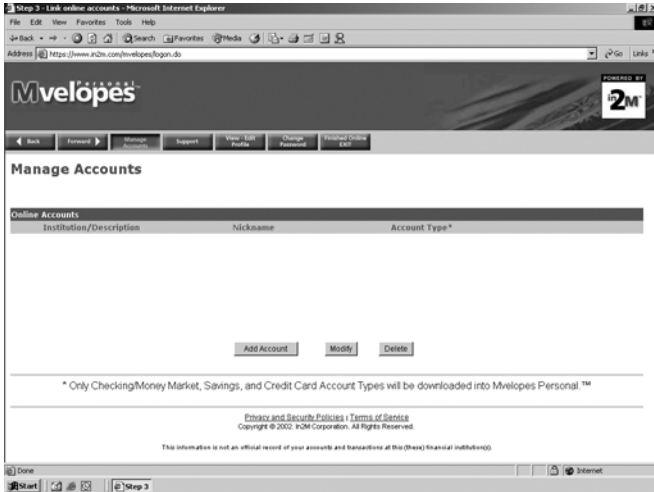 Step 3 - Link online accounts - Microsoft Internet Explorer
File Edit View Favorites Tools Help
Back Search Favorites Media
Address https://www.in2m.com/mvelopes/logon.do Go Links
Personal
Mvelopes
POWERED BY
in2M
Back Forward Manage Accounts Support View - Edit Profile Change Password Finished Online EXIT
Manage Accounts
Online Accounts
Institution/Description Nickname Account Type*
Add Account Modify Delete
* Only Checking/Money Market, Savings, and Credit Card Account Types will be downloaded into Mvelopes Personal.™
Privacy and Security Policies | Terms of Service
Copyright © 2002. In2M Corporation. All Rights Reserved.
This information is not an official record of your accounts and transactions at this (these) financial institution(s).
Done Internet
Start Step 3